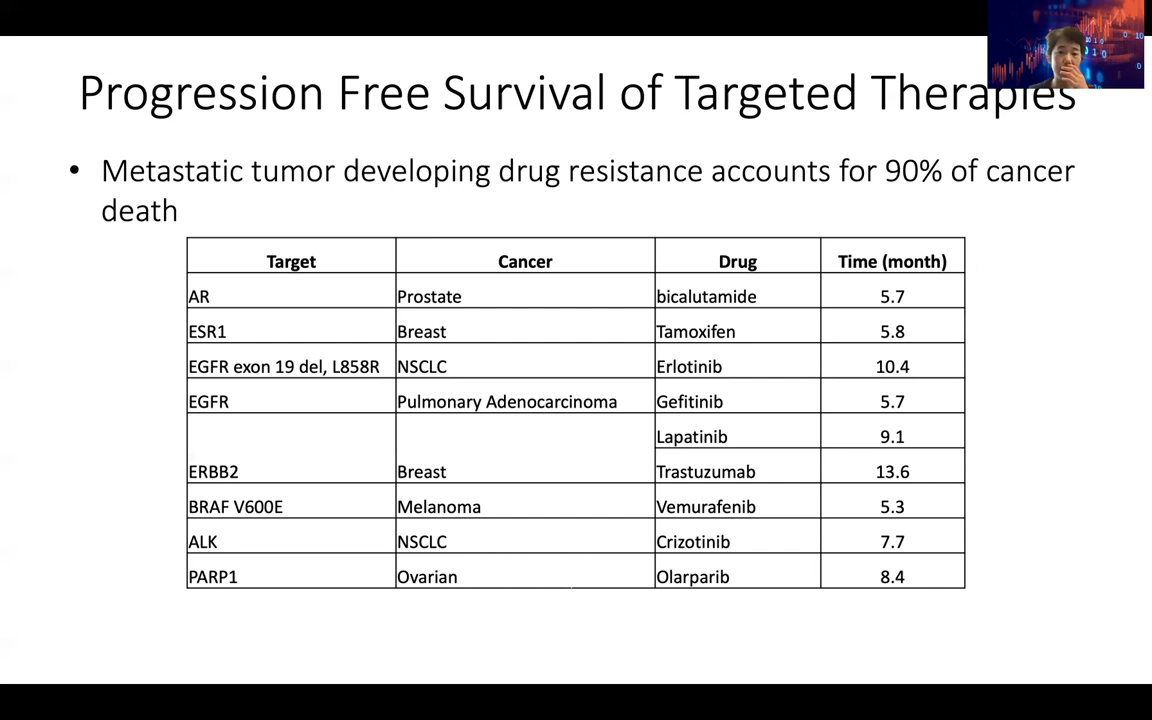 Progression Free Survival of Targeted Therapies
• Metastatic tumor developing drug resistance accounts for 90% of cancer
death
Target Cancer Drug Time (month)
AR Prostate bicalutamide 5.7
ESR1 Breast Tamoxifen 5.8
EGFR exon 19 del, L858R NSCLC Erlotinib 10.4
EGFR Pulmonary Adenocarcinoma Gefitinib 5.7
Lapatinib 9.1
ERBB2 Breast Trastuzumab 13.6
BRAF V600E Melanoma Vemurafenib 5.3
ALK NSCLC Crizotinib 7.7
PARP1 Ovarian Olarparib 8.4